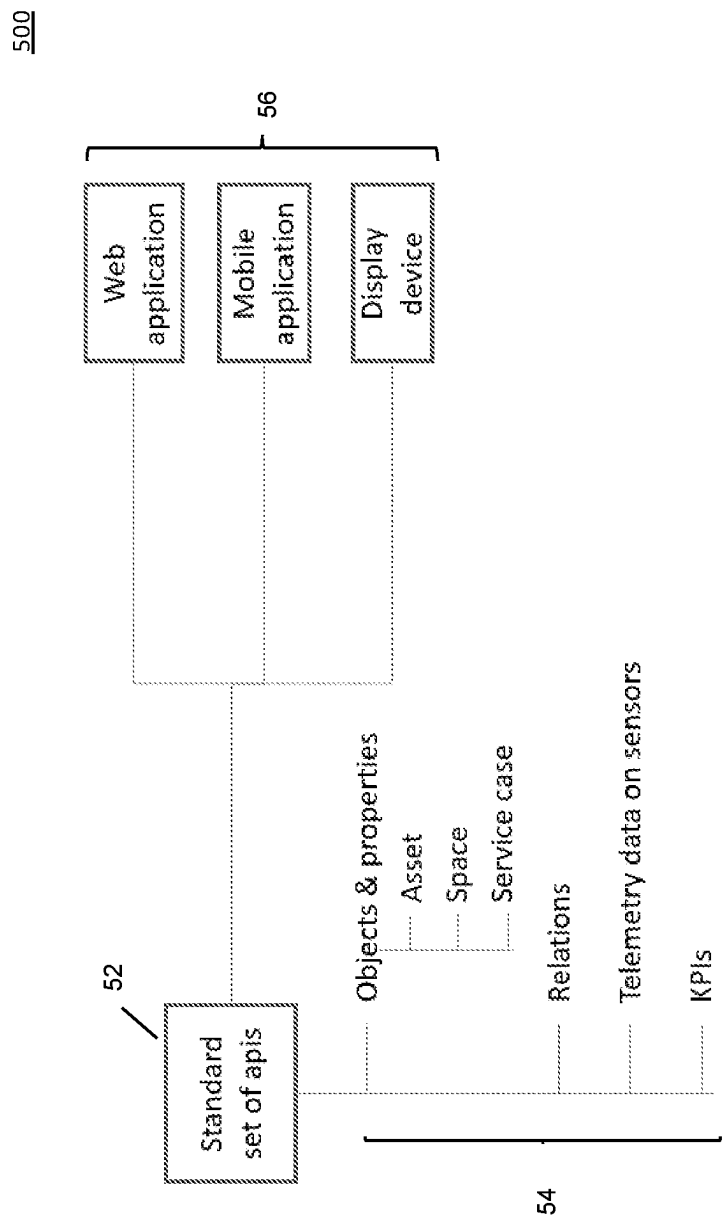 500
52
Standard
set of apis
Objects & properties
Asset
Space
Service case
Relations
Telemetry data on sensors
KPIs
54
Web
application
Mobile
application
Display
device
56